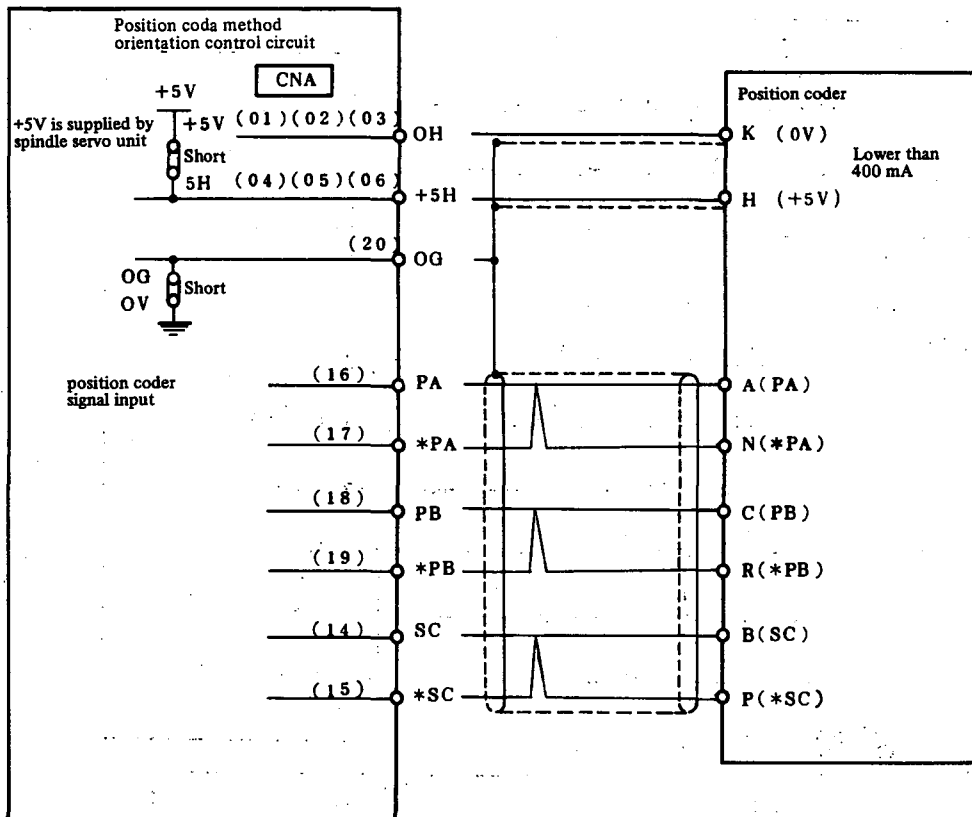 Position coda method
orientation control circuit
CNA
+5V
+5V is supplied by
spindle servo unit
+5V
(01)(02)(03)
OH
Short
5H
(04)(05)(06)
+5H
(20)
OG
OG
OV
Short
position coder
signal input
(16)
PA
(17)
*PA
(18)
PB
(19)
*PB
(14)
SC
(15)
*SC
Position coder
K (0V)
Lower than
400 mA
H (+5V)
A(PA)
N(*PA)
C(PB)
R(*PB)
B(SC)
P(*SC)